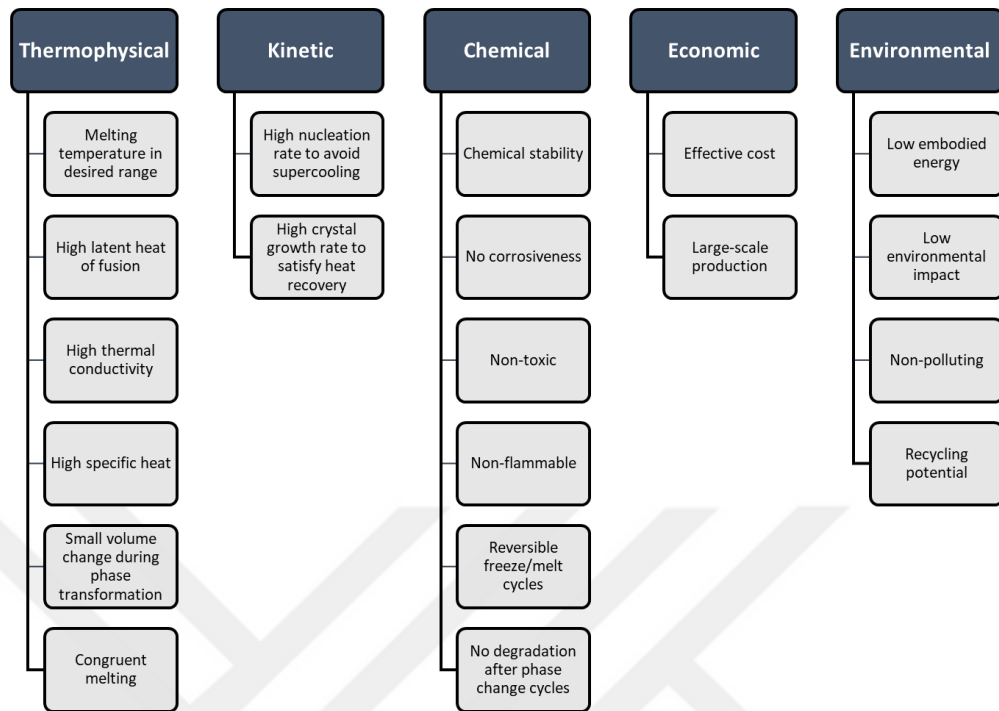 Thermophysical
Melting
temperature in
desired range
High latent heat
of fusion
High thermal
conductivity
High specific heat
Small volume
change during
phase
transformation
Congruent
melting
Kinetic
High nucleation
rate to avoid
supercooling
High crystal
growth rate to
satisfy heat
recovery
Chemical
Chemical stability
No corrosiveness
Non-toxic
Non-flammable
Reversible
freeze/melt
cycles
No degradation
after phase
change cycles
Economic
Effective cost
Large-scale
production
Environmental
Low embodied
energy
Low
environmental
impact
Non-polluting
Recycling
potential